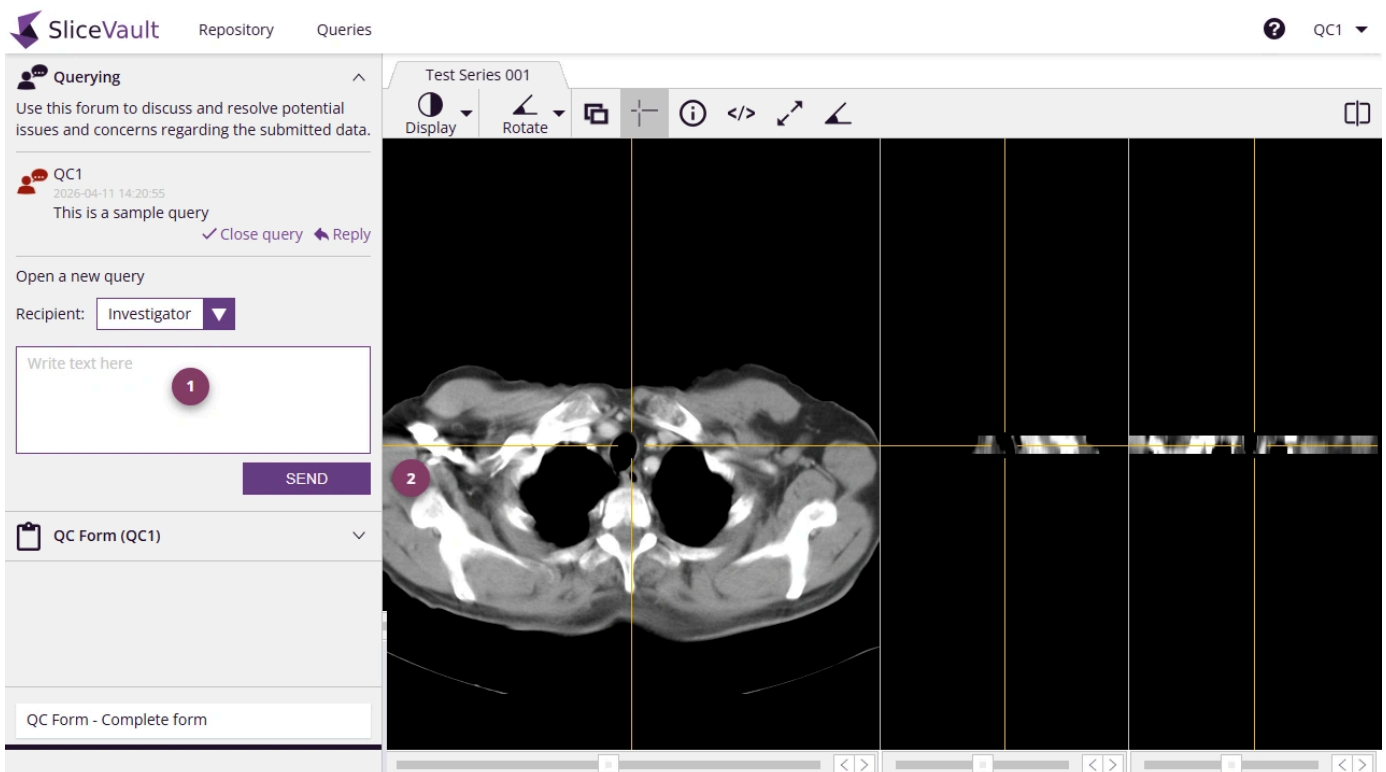 SliceVault Repository Queries QC1
Querying
Use this forum to discuss and resolve potential
issues and concerns regarding the submitted data.
QC1
2026-04-11 14:20:55
This is a sample query
Close query Reply
Open a new query
Recipient: Investigator
Write text here
1
SEND
2
QC Form (QC1)
QC Form - Complete form
Test Series 001
Display Rotate